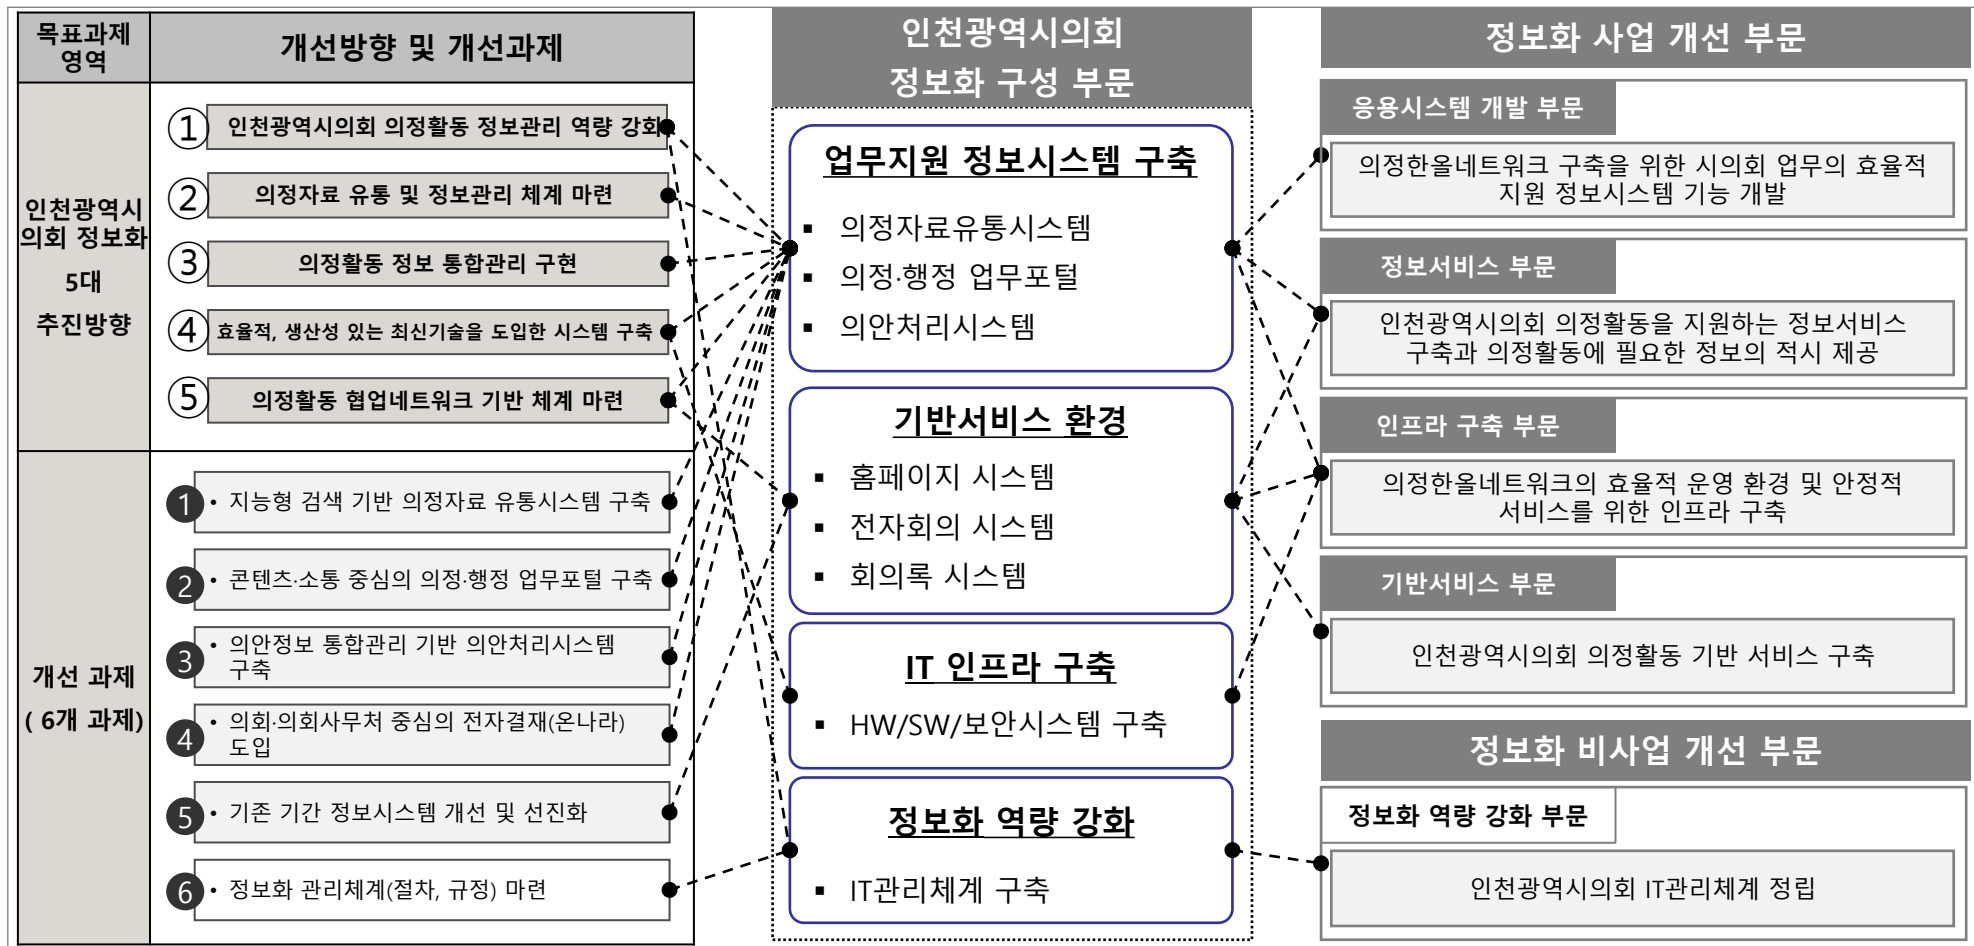 목표과제
영역
개선방향 및 개선과제
인천광역시
의회 정보화
5대
추진방향
① 인천광역시의회 의정활동 정보관리 역량 강화
② 의정자료 유통 및 정보관리 체계 마련
③ 의정활동 정보 통합관리 구현
④ 효율적, 생산성 있는 최신기술을 도입한 시스템 구축
⑤ 의정활동 협업네트워크 기반 체계 마련
개선 과제
( 6개 과제)
❶ • 지능형 검색 기반 의정자료 유통시스템 구축
❷ • 콘텐츠·소통 중심의 의정·행정 업무포털 구축
❸ • 의안정보 통합관리 기반 의안처리시스템
구축
❹ • 의회·의회사무처 중심의 전자결재(온나라)
도입
❺ • 기존 기간 정보시스템 개선 및 선진화
❻ • 정보화 관리체계(절차, 규정) 마련
인천광역시의회
정보화 구성 부문
업무지원 정보시스템 구축
▪ 의정자료유통시스템
▪ 의정·행정 업무포털
▪ 의안처리시스템
기반서비스 환경
▪ 홈페이지 시스템
▪ 전자회의 시스템
▪ 회의록 시스템
IT 인프라 구축
▪ HW/SW/보안시스템 구축
정보화 역량 강화
▪ IT관리체계 구축
정보화 사업 개선 부문
응용시스템 개발 부문
의정한올네트워크 구축을 위한 시의회 업무의 효율적
지원 정보시스템 기능 개발
정보서비스 부문
인천광역시의회 의정활동을 지원하는 정보서비스
구축과 의정활동에 필요한 정보의 적시 제공
인프라 구축 부문
의정한올네트워크의 효율적 운영 환경 및 안정적
서비스를 위한 인프라 구축
기반서비스 부문
인천광역시의회 의정활동 기반 서비스 구축
정보화 비사업 개선 부문
정보화 역량 강화 부문
인천광역시의회 IT관리체계 정립